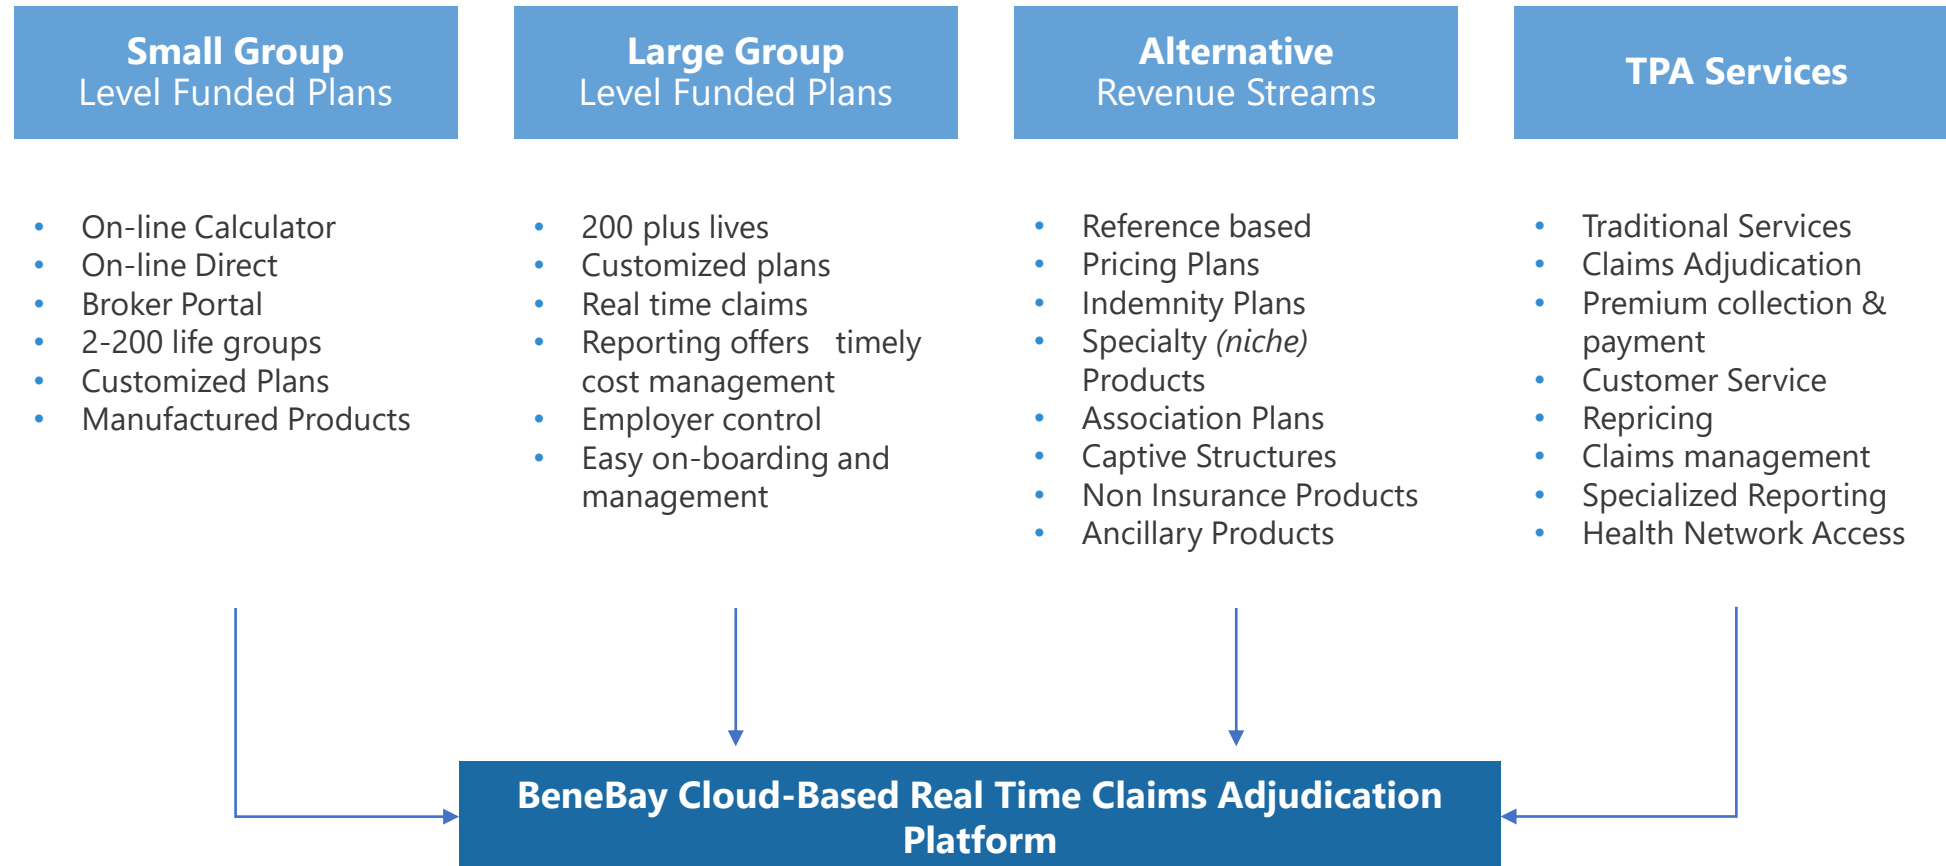 Small Group
Level Funded Plans
• On-line Calculator
• On-line Direct
• Broker Portal
• 2-200 life groups
• Customized Plans
• Manufactured Products
Large Group
Level Funded Plans
• 200 plus lives
• Customized plans
• Real time claims
• Reporting offers timely
cost management
• Employer control
• Easy on-boarding and
management
Alternative
Revenue Streams
• Reference based
• Pricing Plans
• Indemnity Plans
• Specialty (niche)
Products
• Association Plans
• Captive Structures
• Non Insurance Products
• Ancillary Products
TPA Services
• Traditional Services
• Claims Adjudication
• Premium collection &
payment
• Customer Service
• Repricing
• Claims management
• Specialized Reporting
• Health Network Access
BeneBay Cloud-Based Real Time Claims Adjudication
Platform